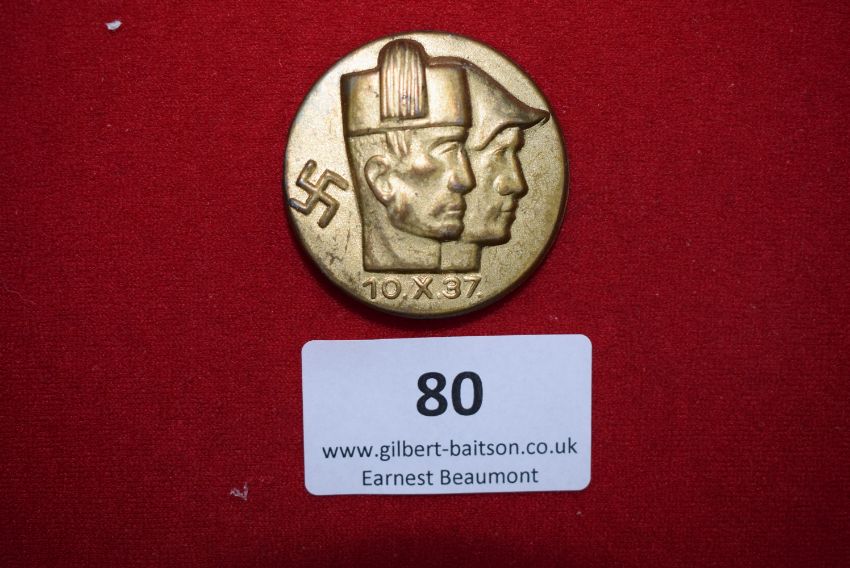 10.X.37.
80
www.gilbert-baitson.co.uk
Earnest Beaumont